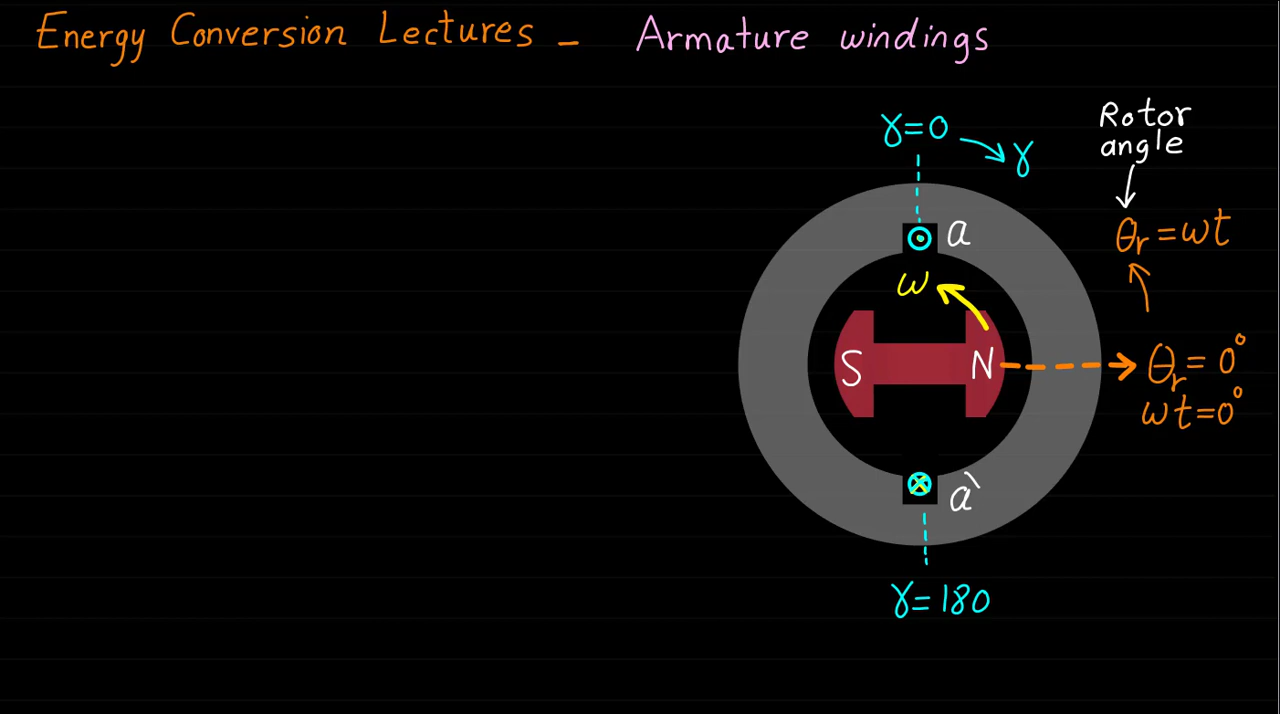 Energy Conversion Lectures - Armature windings
γ=0
γ
Rotor
angle
a
θr = ωt
ω
S
N
θr = 0°
ωt = 0°
a`
γ= 180